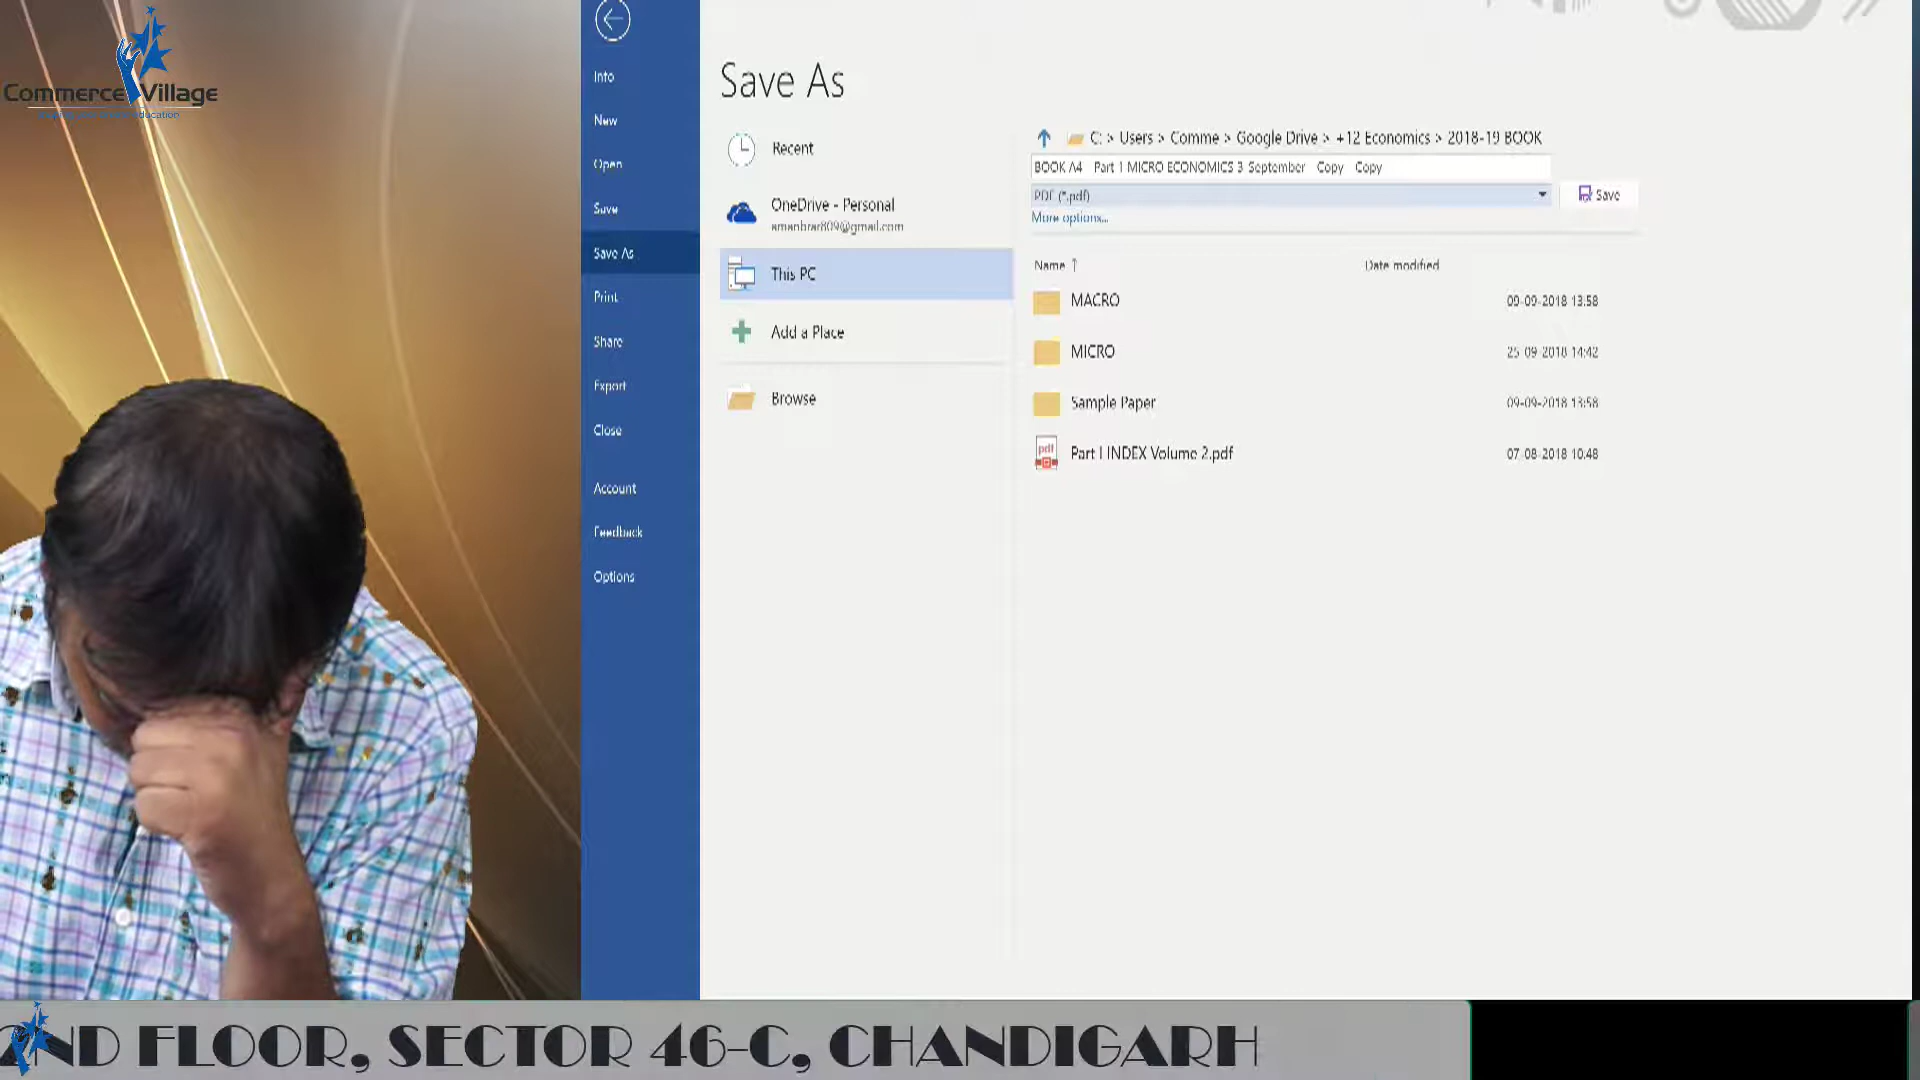 Commerce Village
Info
New
Open
Save
Save As
Print
Share
Export
Close
Account
Feedback
Options
Save As
Recent
OneDrive - Personal
amanbrar809@gmail.com
This PC
Add a Place
Browse
C: > Users > Comme > Google Drive > +12 Economics > 2018-19 BOOK
BOOK A4 Part 1 MICRO ECONOMICS 3 September Copy Copy
PDF (*.pdf)
Save
More options...
Name ↑ Date modified
MACRO 09-09-2018 13:58
MICRO 25-09-2018 14:42
Sample Paper 09-09-2018 13:58
Part I INDEX Volume 2.pdf 07-08-2018 10:48
2ND FLOOR, SECTOR 46-C, CHANDIGARH